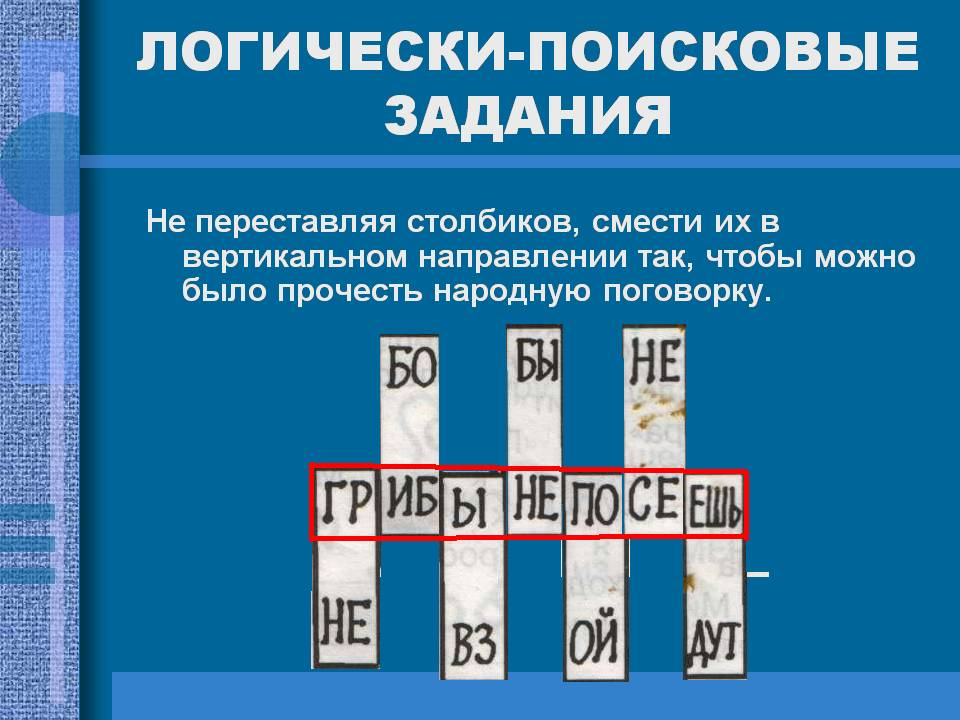 ЛОГИЧЕСКИ-ПОИСКОВЫЕ
ЗАДАНИЯ
Не переставляя столбиков, смести их в
вертикальном направлении так, чтобы можно
было прочесть народную поговорку.
БО БЫ НЕ
ГР ИБ Ы НЕ ПО СЕ ЕШЬ
НЕ ВЗ ОЙ ДУТ